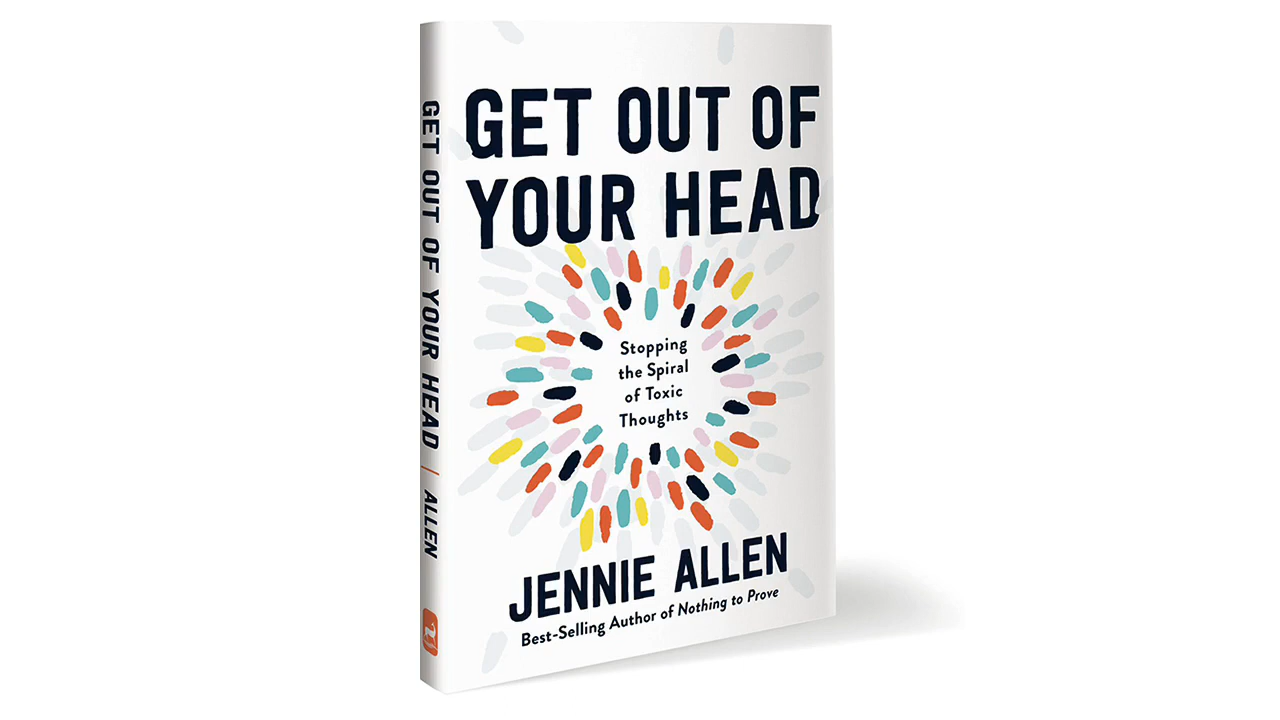 GET OUT OF YOUR HEAD | ALLEN
GET OUT OF
YOUR HEAD
Stopping
the Spiral
of Toxic
Thoughts
JENNIE ALLEN
Best-Selling Author of Nothing to Prove